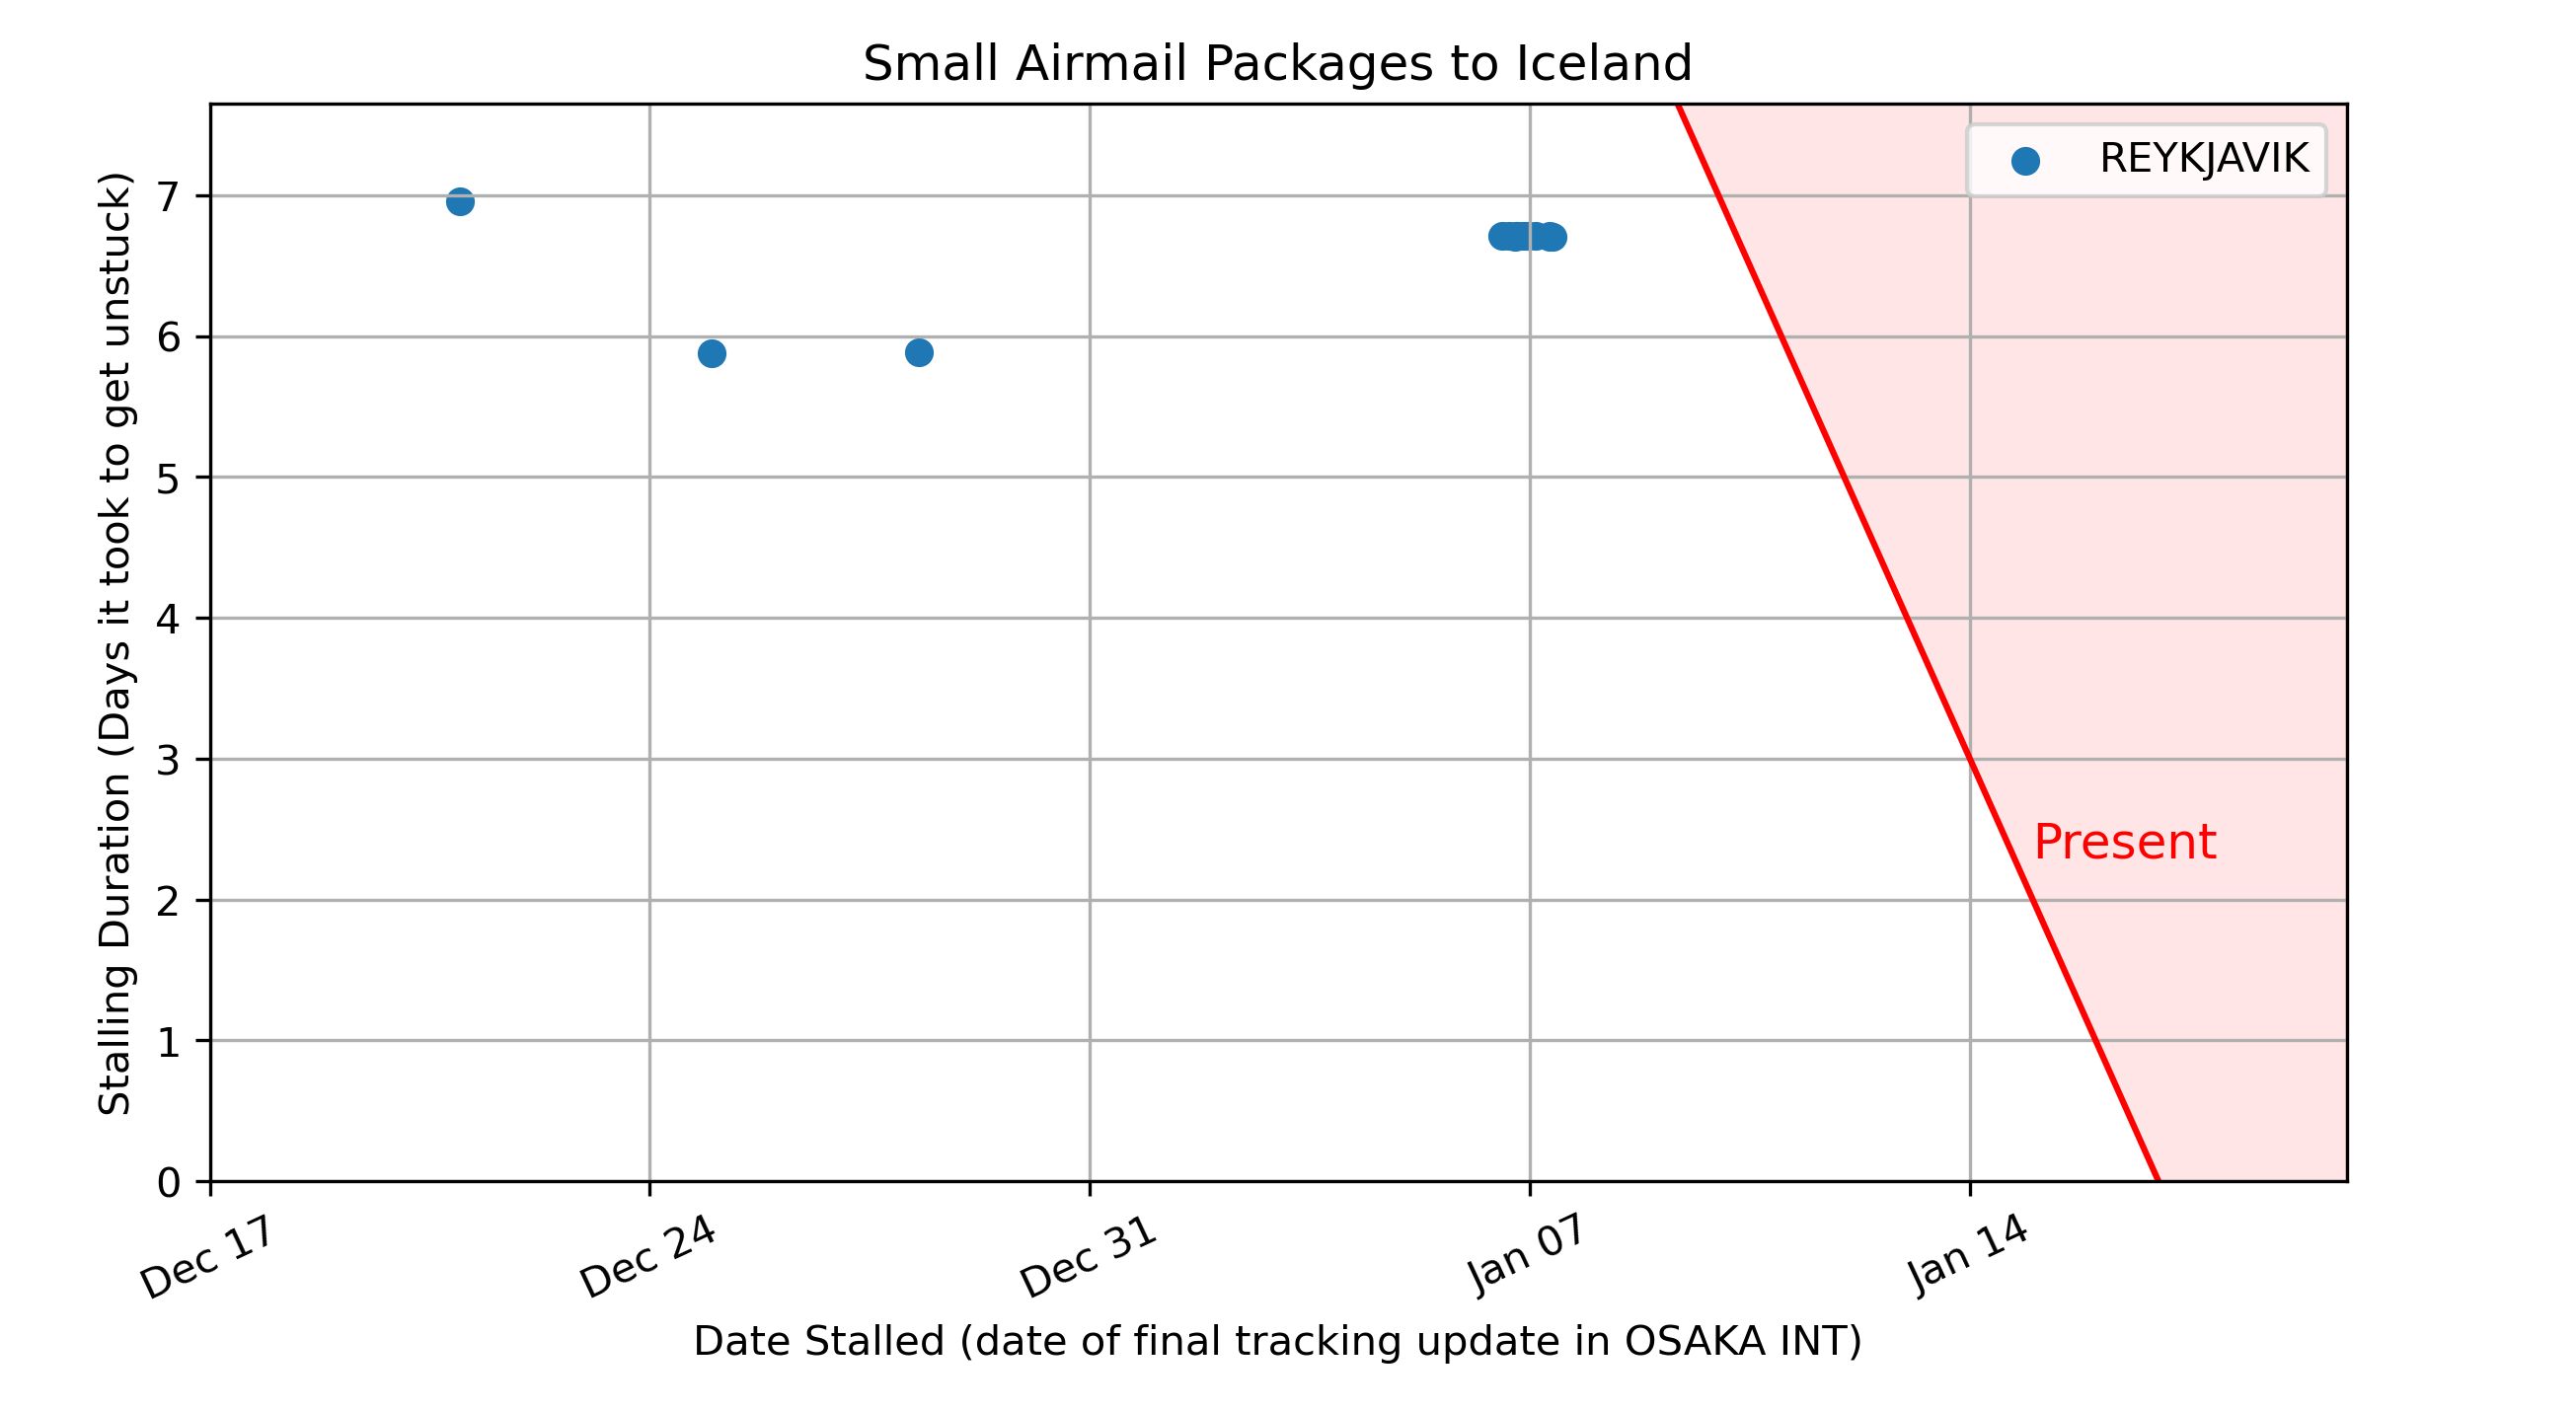 Small Airmail Packages to Iceland
REYKJAVIK
Stalling Duration (Days it took to get unstuck)
7
6
5
4
3
2
1
0
Present
Dec 17
Dec 24
Dec 31
Jan 07
Jan 14
Date Stalled (date of final tracking update in OSAKA INT)